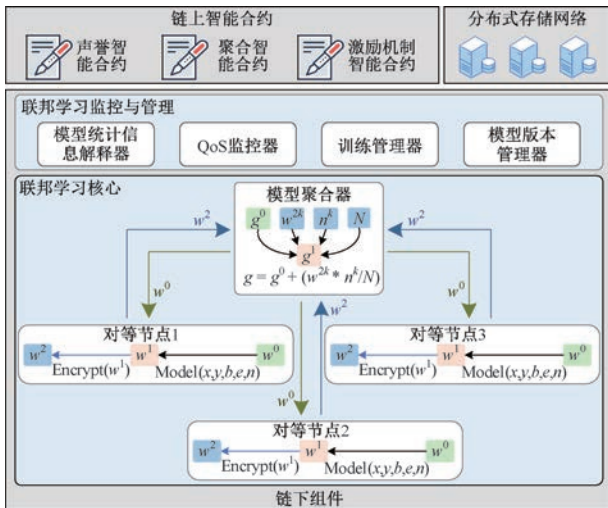 链上智能合约
声誉智
能合约
聚合智
能合约
激励机制
智能合约
分布式存储网络
联邦学习监控与管理
模型统计信
息解释器
QoS监控器
训练管理器
模型版本
管理器
联邦学习核心
模型聚合器
g⁰ w²ᵏ nᵏ N
g¹
g = g⁰ + (w²ᵏ* nᵏ/N)
w²
w²
w⁰
w²
w⁰
对等节点1
w² w¹ w⁰
Encrypt(w¹) Model(x,y,b,e,n)
对等节点3
w² w¹ w⁰
Encrypt(w¹) Model(x,y,b,e,n)
w⁰
对等节点2
w² w¹ w⁰
Encrypt(w¹) Model(x,y,b,e,n)
链下组件